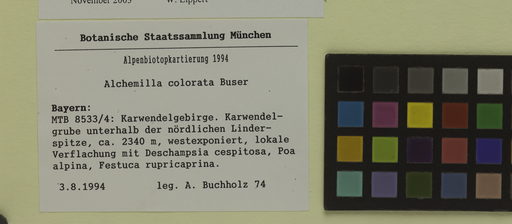 November 2003 W. Lippert
Botanische Staatssammlung München
Alpenbiotopkartierung 1994
Alchemilla colorata Buser
Bayern:
MTB 8533/4: Karwendelgebirge. Karwendel-
grube unterhalb der nördlichen Linder-
spitze, ca. 2340 m, westexponiert, lokale
Verflachung mit Deschampsia cespitosa, Poa
alpina, Festuca rupricaprina.
3.8.1994 leg. A. Buchholz 74